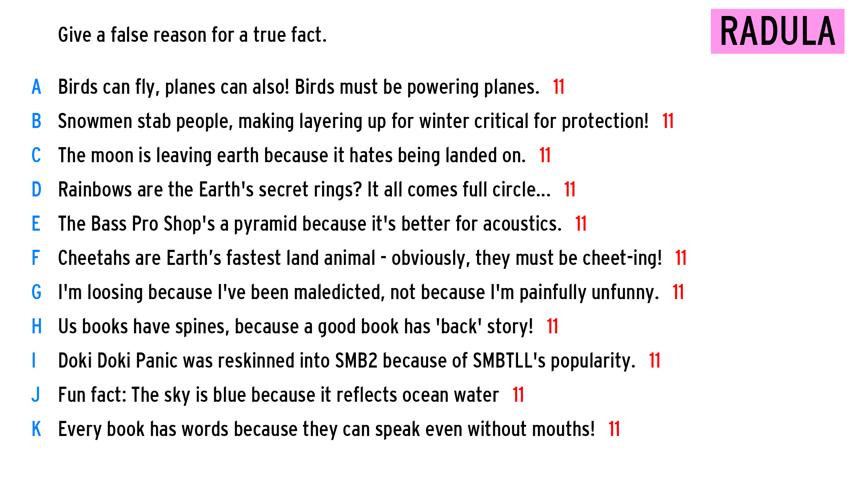 Give a false reason for a true fact.
RADULA
A Birds can fly, planes can also! Birds must be powering planes. 11
B Snowmen stab people, making layering up for winter critical for protection! 11
C The moon is leaving earth because it hates being landed on. 11
D Rainbows are the Earth's secret rings? It all comes full circle... 11
E The Bass Pro Shop's a pyramid because it's better for acoustics. 11
F Cheetahs are Earth’s fastest land animal - obviously, they must be cheet-ing! 11
G I'm loosing because I've been maledicted, not because I'm painfully unfunny. 11
H Us books have spines, because a good book has 'back' story! 11
I Doki Doki Panic was reskinned into SMB2 because of SMBTLL's popularity. 11
J Fun fact: The sky is blue because it reflects ocean water 11
K Every book has words because they can speak even without mouths! 11